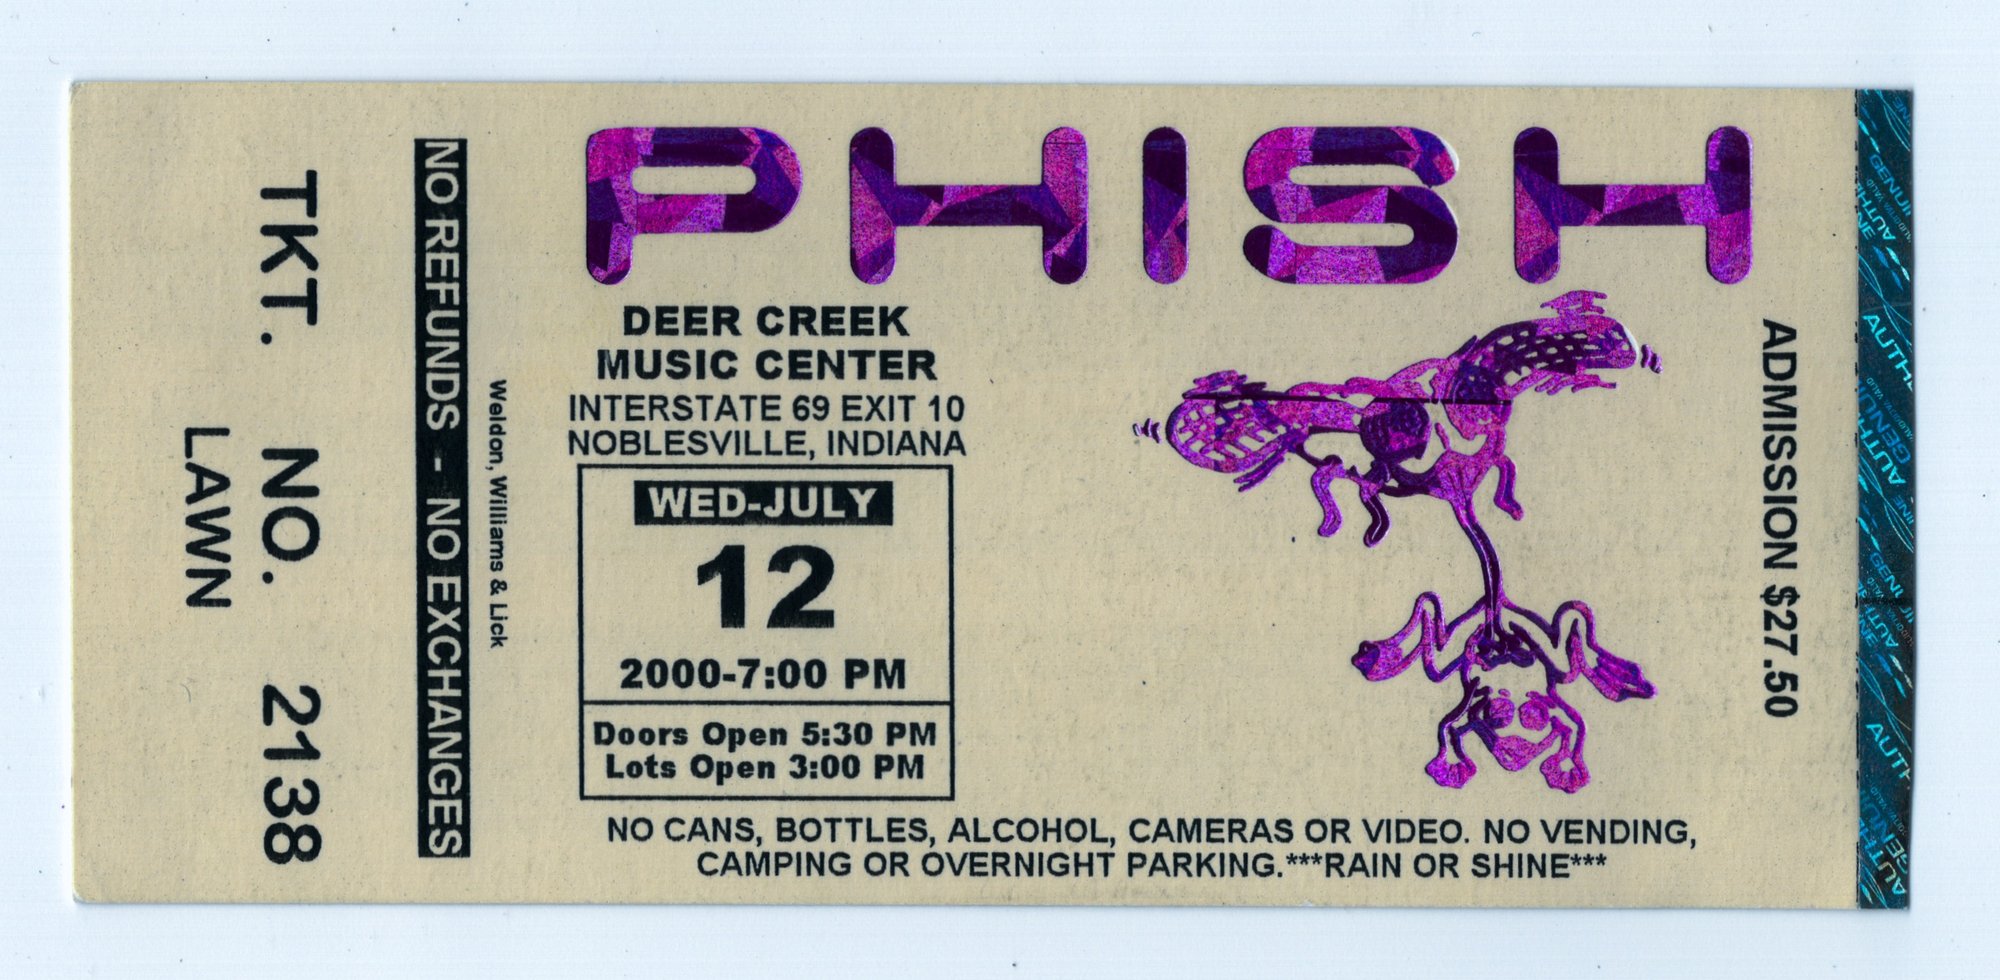 TKT. NO. 2138
LAWN
NO REFUNDS - NO EXCHANGES
Weldon, Williams & Lick
PHISH
DEER CREEK
MUSIC CENTER
INTERSTATE 69 EXIT 10
NOBLESVILLE, INDIANA
WED-JULY
12
2000-7:00 PM
Doors Open 5:30 PM
Lots Open 3:00 PM
NO CANS, BOTTLES, ALCOHOL, CAMERAS OR VIDEO. NO VENDING,
CAMPING OR OVERNIGHT PARKING.***RAIN OR SHINE***
ADMISSION $27.50